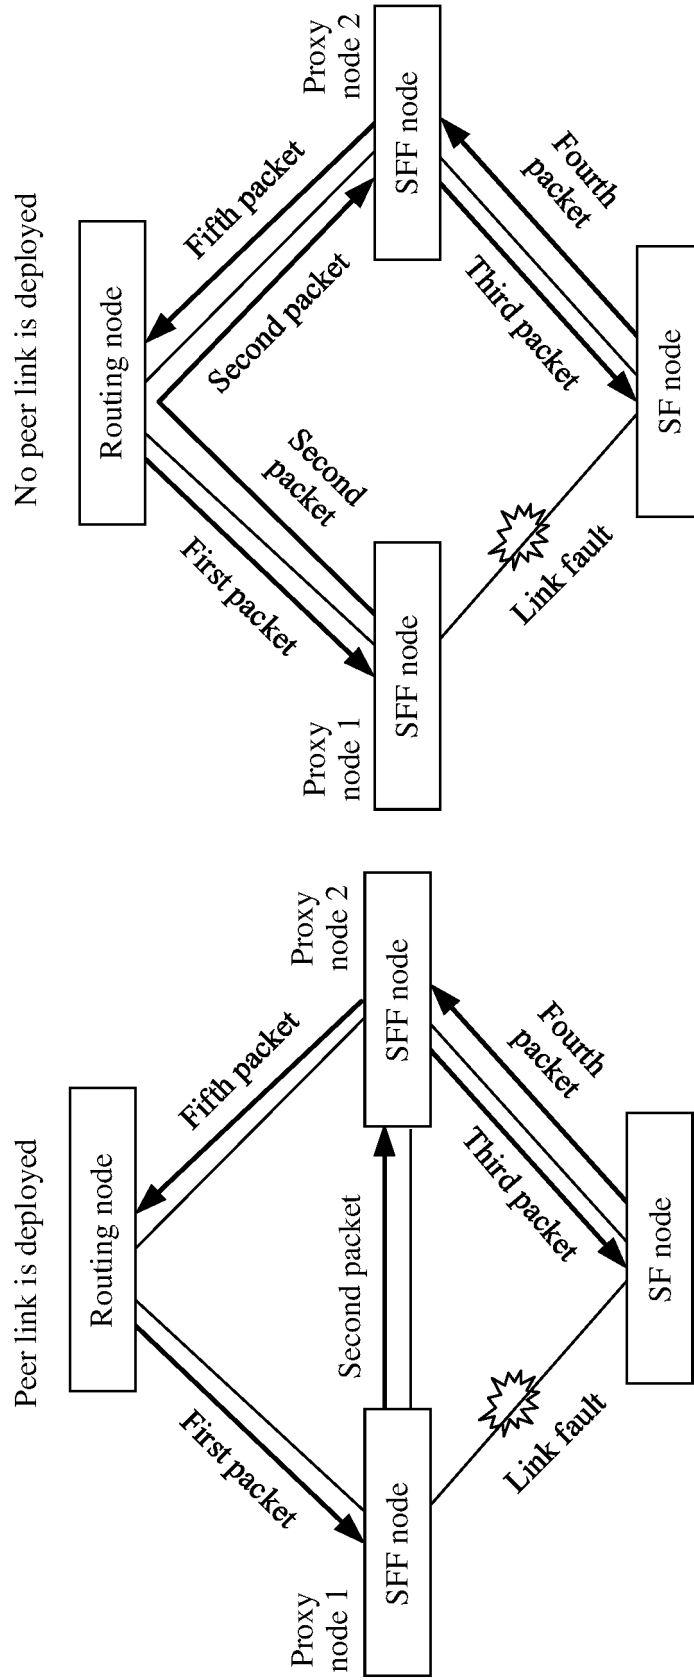 Peer link is deployed
Routing node
First packet
Fifth packet
Proxy
node 1
Proxy
node 2
SFF node
Second packet
SFF node
Link fault
Third packet
Fourth
packet
SF node
No peer link is deployed
Routing node
First packet
Second
packet
Second packet
Fifth packet
Proxy
node 1
Proxy
node 2
SFF node
SFF node
Link fault
Third packet
Fourth
packet
SF node